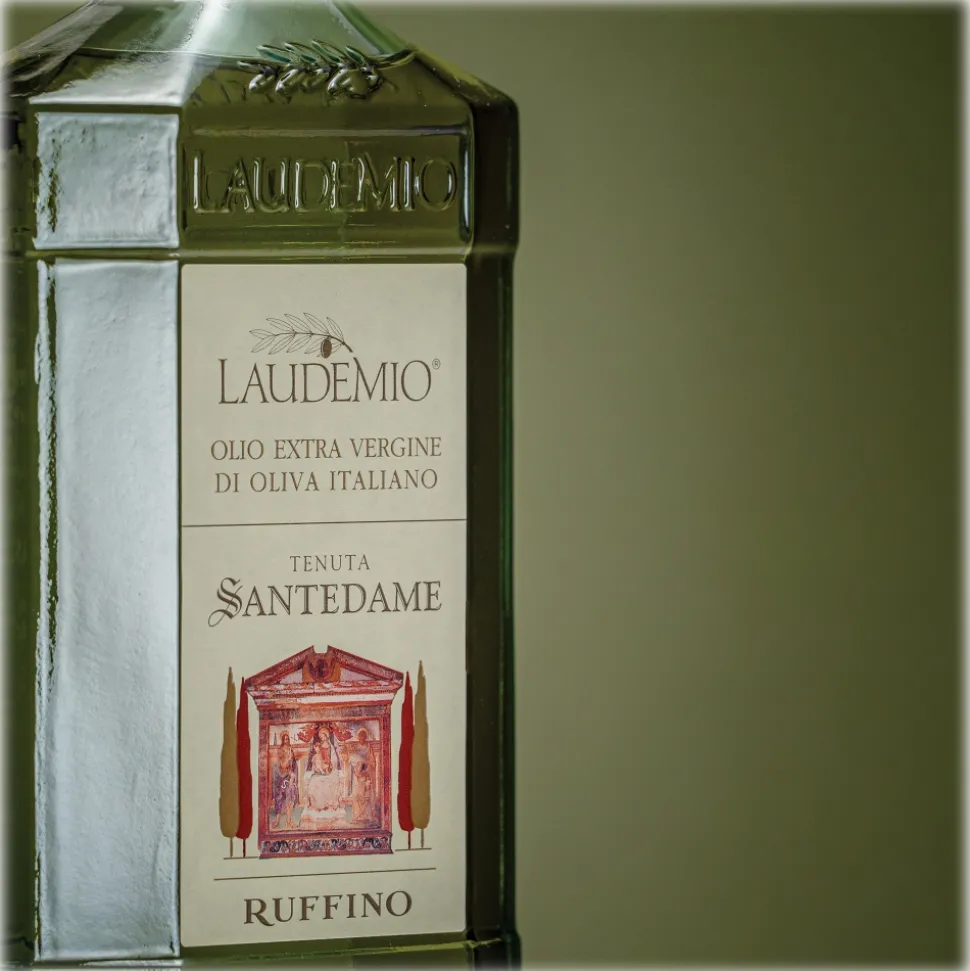 LAUDEMIO
LAUDEMIO®
OLIO EXTRA VERGINE
DI OLIVA ITALIANO
TENUTA
SANTEDAME
RUFFINO